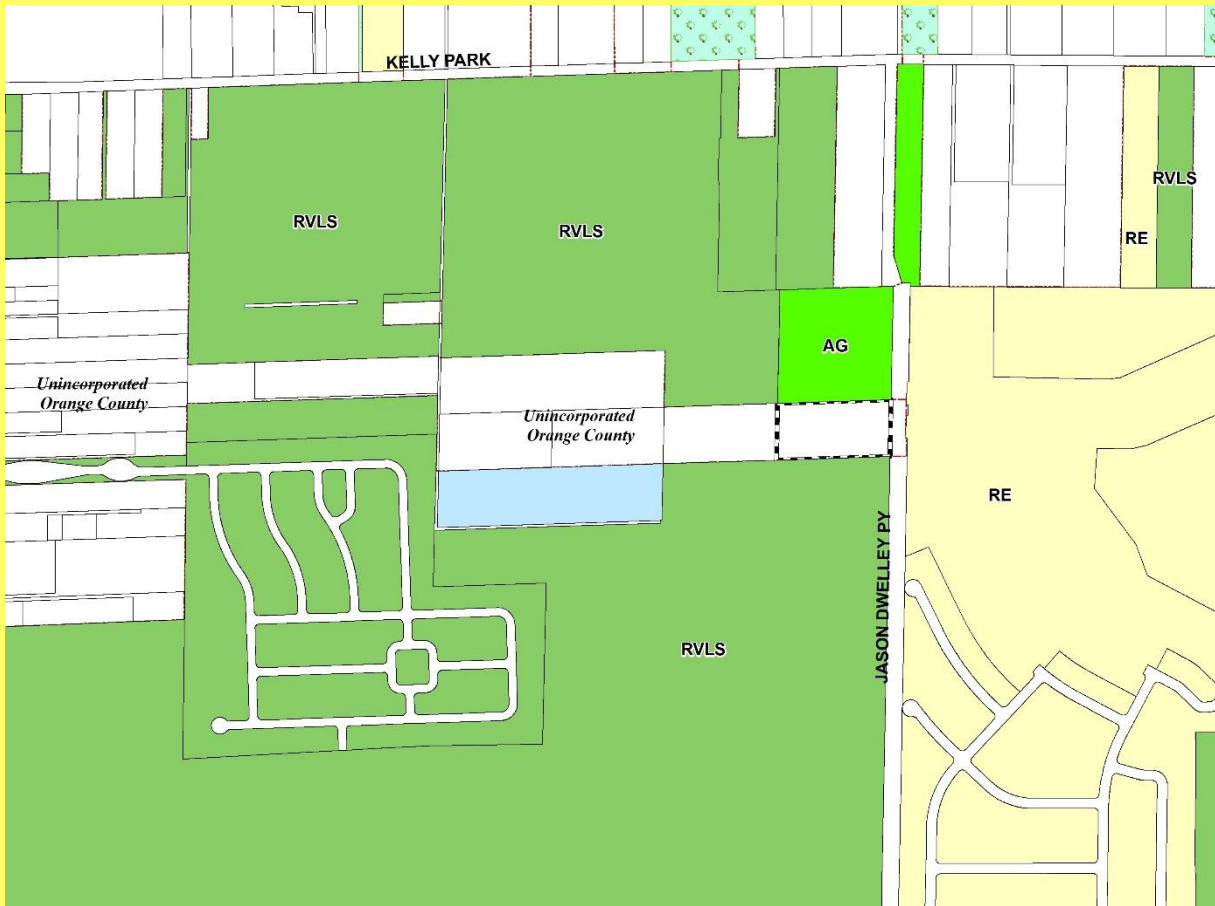 KELLY PARK
RVLS
RVLS
RVLS
RE
AG
Unincorporated
Orange County
Unincorporated
Orange County
RE
JASON DWELLEY PY
RVLS